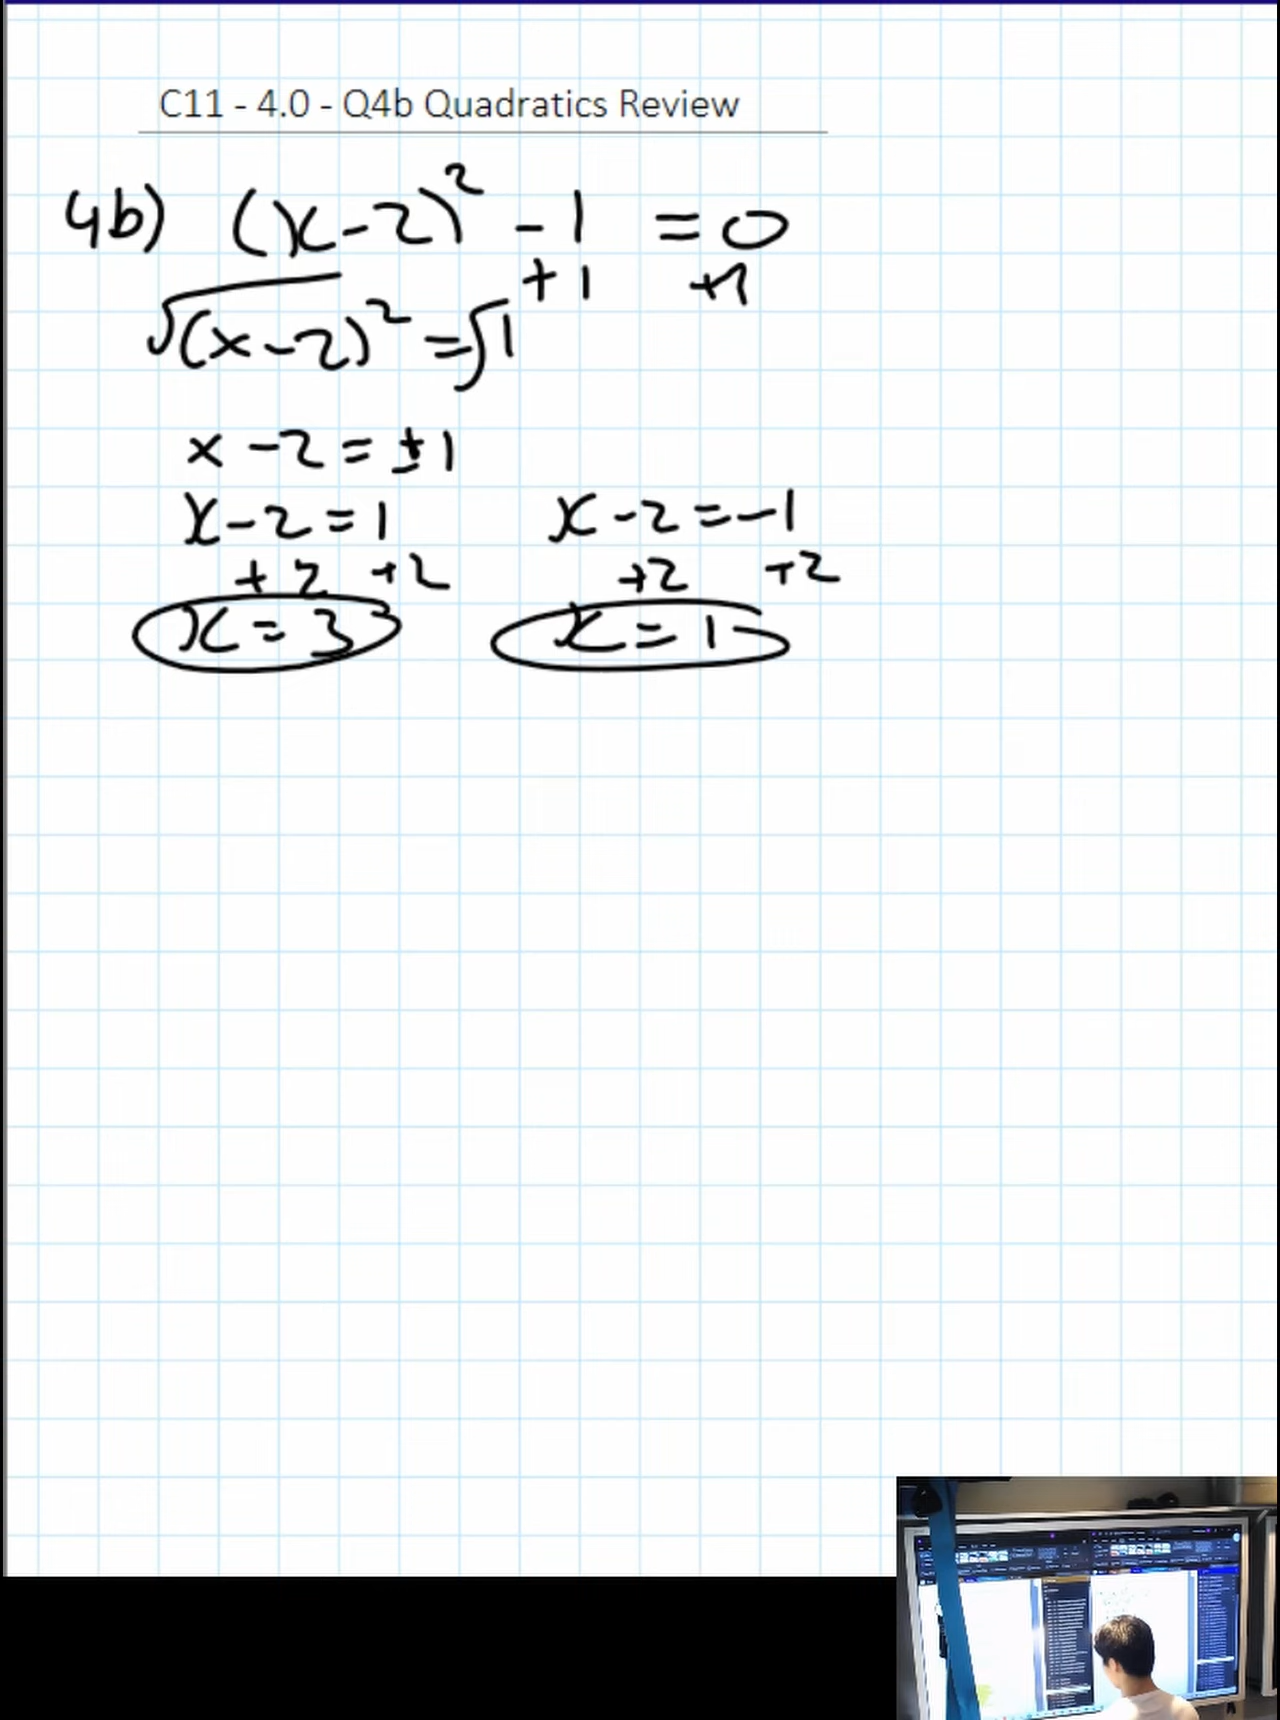 C11 - 4.0 - Q4b Quadratics Review
4b) (x-2)² - 1 = 0
+1 +1
√(x-2)² = √1
x - 2 = ±1
x - 2 = 1 x - 2 = -1
+2 +2 +2 +2
x = 3 x = 1